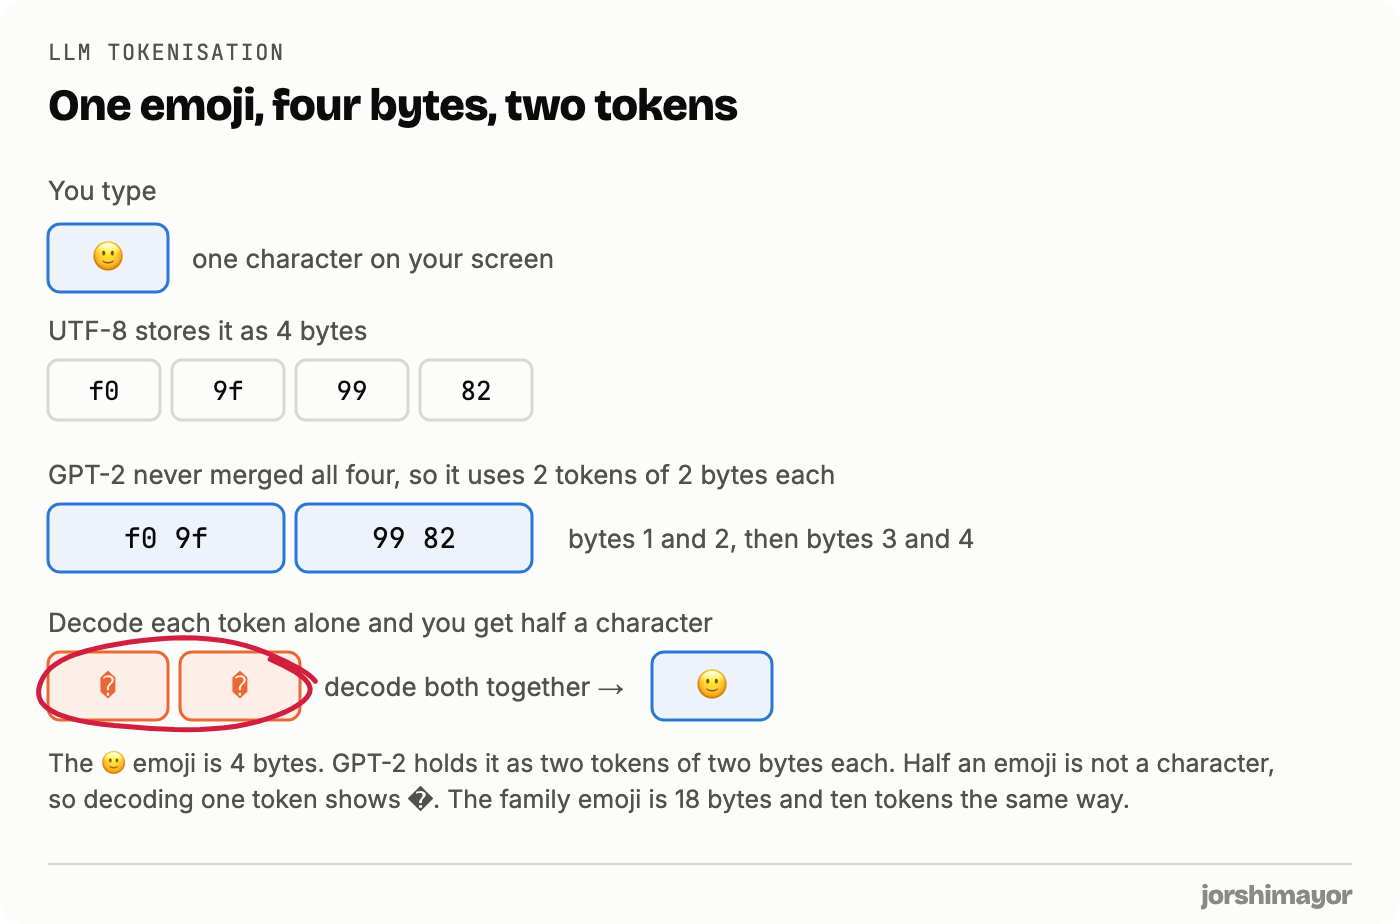 LLM TOKENISATION
One emoji, four bytes, two tokens
You type
🙂 one character on your screen
UTF-8 stores it as 4 bytes
f0 9f 99 82
GPT-2 never merged all four, so it uses 2 tokens of 2 bytes each
f0 9f 99 82 bytes 1 and 2, then bytes 3 and 4
Decode each token alone and you get half a character
� � decode both together → 🙂
The 🙂 emoji is 4 bytes. GPT-2 holds it as two tokens of two bytes each. Half an emoji is not a character,
so decoding one token shows �. The family emoji is 18 bytes and ten tokens the same way.
jorshimayor